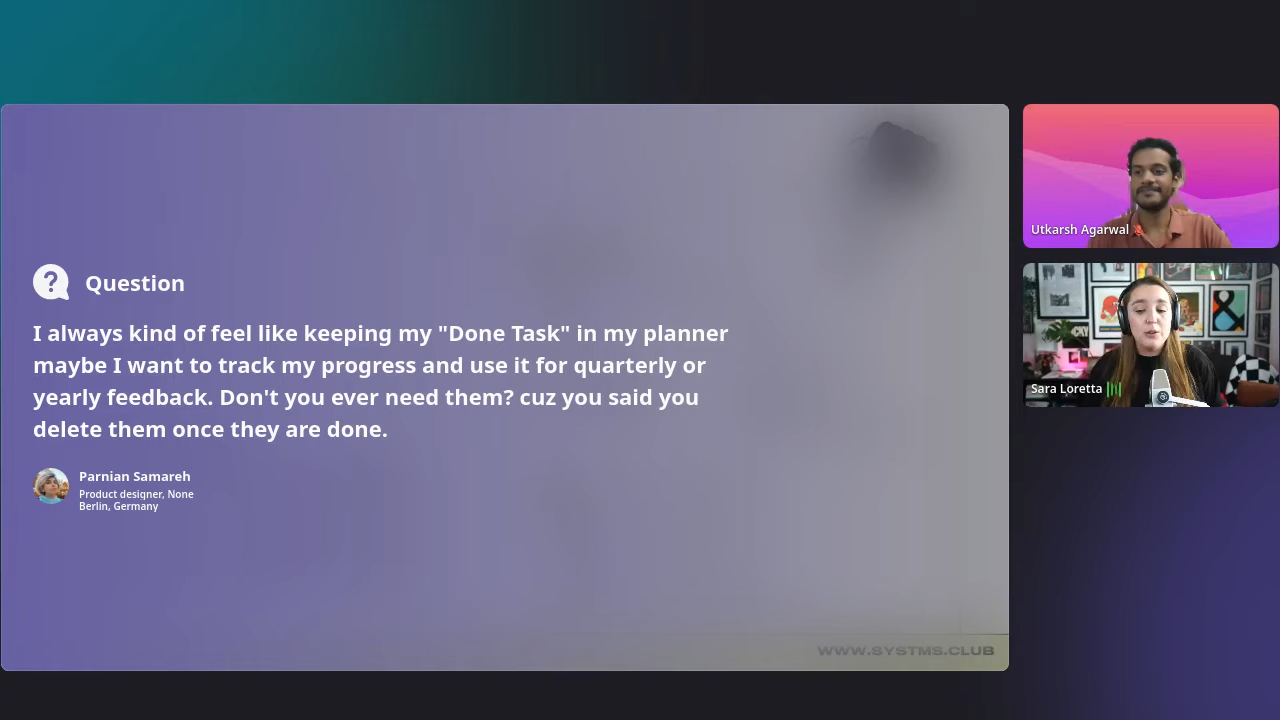 Question
I always kind of feel like keeping my "Done Task" in my planner
maybe I want to track my progress and use it for quarterly or
yearly feedback. Don't you ever need them? cuz you said you
delete them once they are done.
Parnian Samareh
Product designer, None
Berlin, Germany
WWW.SYSTMS.CLUB
Utkarsh Agarwal
Sara Loretta